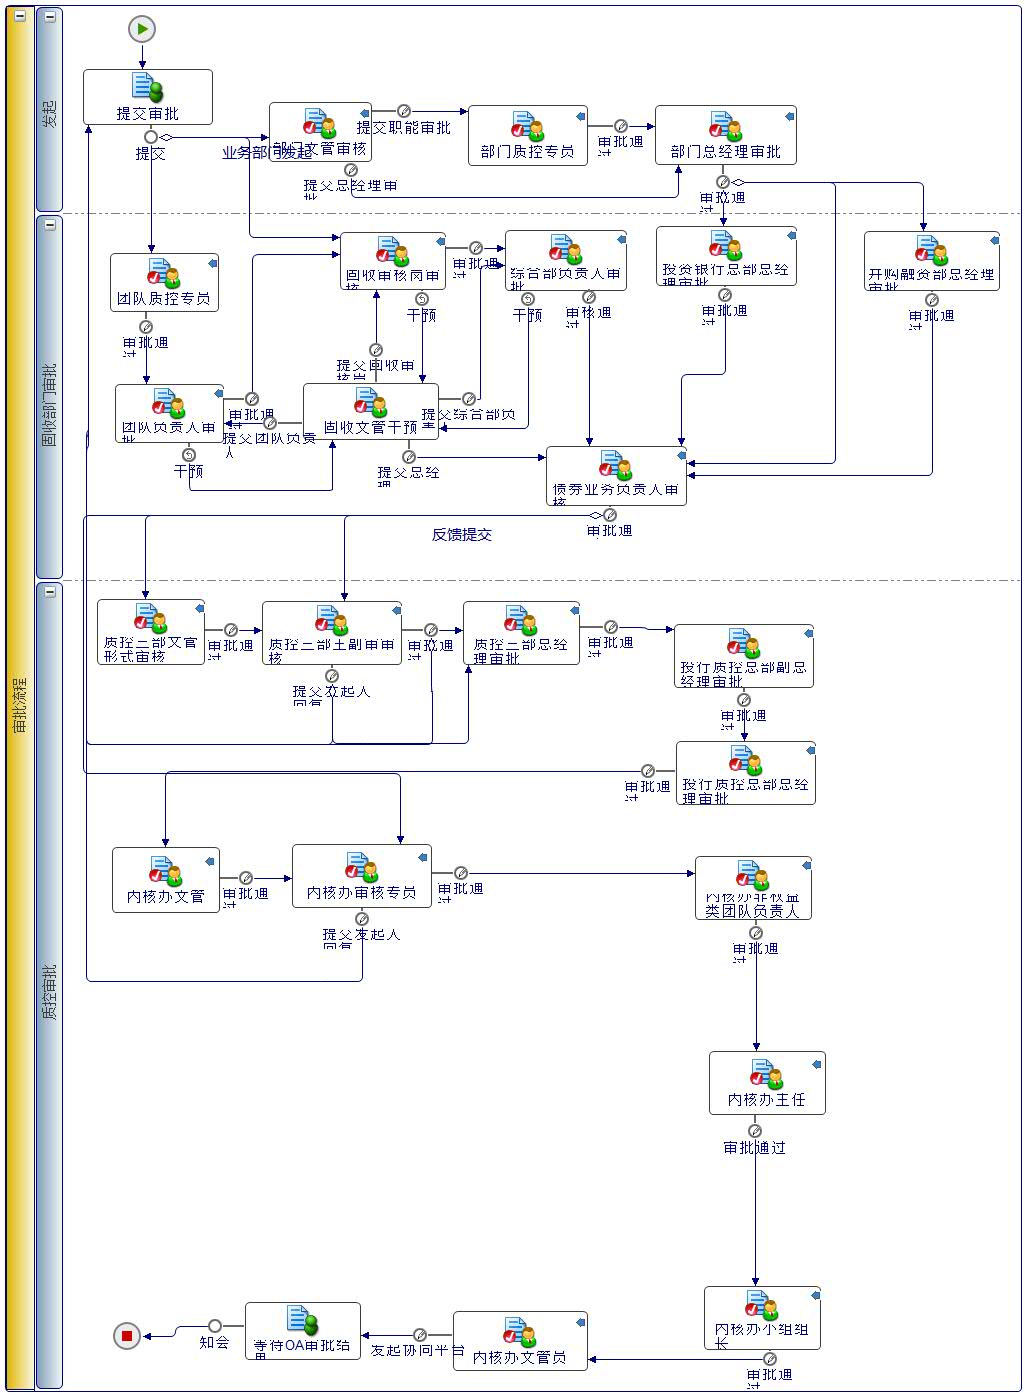 审批流程
发起
提交审批
提交
业务部门发起
部门文管审核
提交职能审批
提交总经理审
批
部门质控专员
审批通
过
部门总经理审批
审批通
过
固收部门审批
团队质控专员
审批通
过
团队负责人审
批
审批通
过
干预
固收审核岗审
核
审批通
过
干预
提交固收审
核岗
固收文管干预
提交团队负责
人
提交综合部负
责
提交总经
理
综合部负责人审
批
干预
审核通
过
投资银行总部总经
理审批
审批通
过
并购融资部总经理
审批
审批通
过
债券业务负责人审
核
审批通
反馈提交
质控审批
质控二部文管
形式审核
审批通
过
质控二部主副审审
核
审批通
过
提交发起人
回复
质控二部总经
理审批
审批通
过
投行质控总部副总
经理审批
审批通
过
投行质控总部总经
理审批
审批通
过
内核办文管
审批通
过
内核办审核专员
审批通
过
提交发起人
回复
内核办非权益
类团队负责人
审批通
过
内核办主任
审批通过
内核办小组组
长
审批通
过
内核办文管员
发起协同平台
等待OA审批结
果
知会